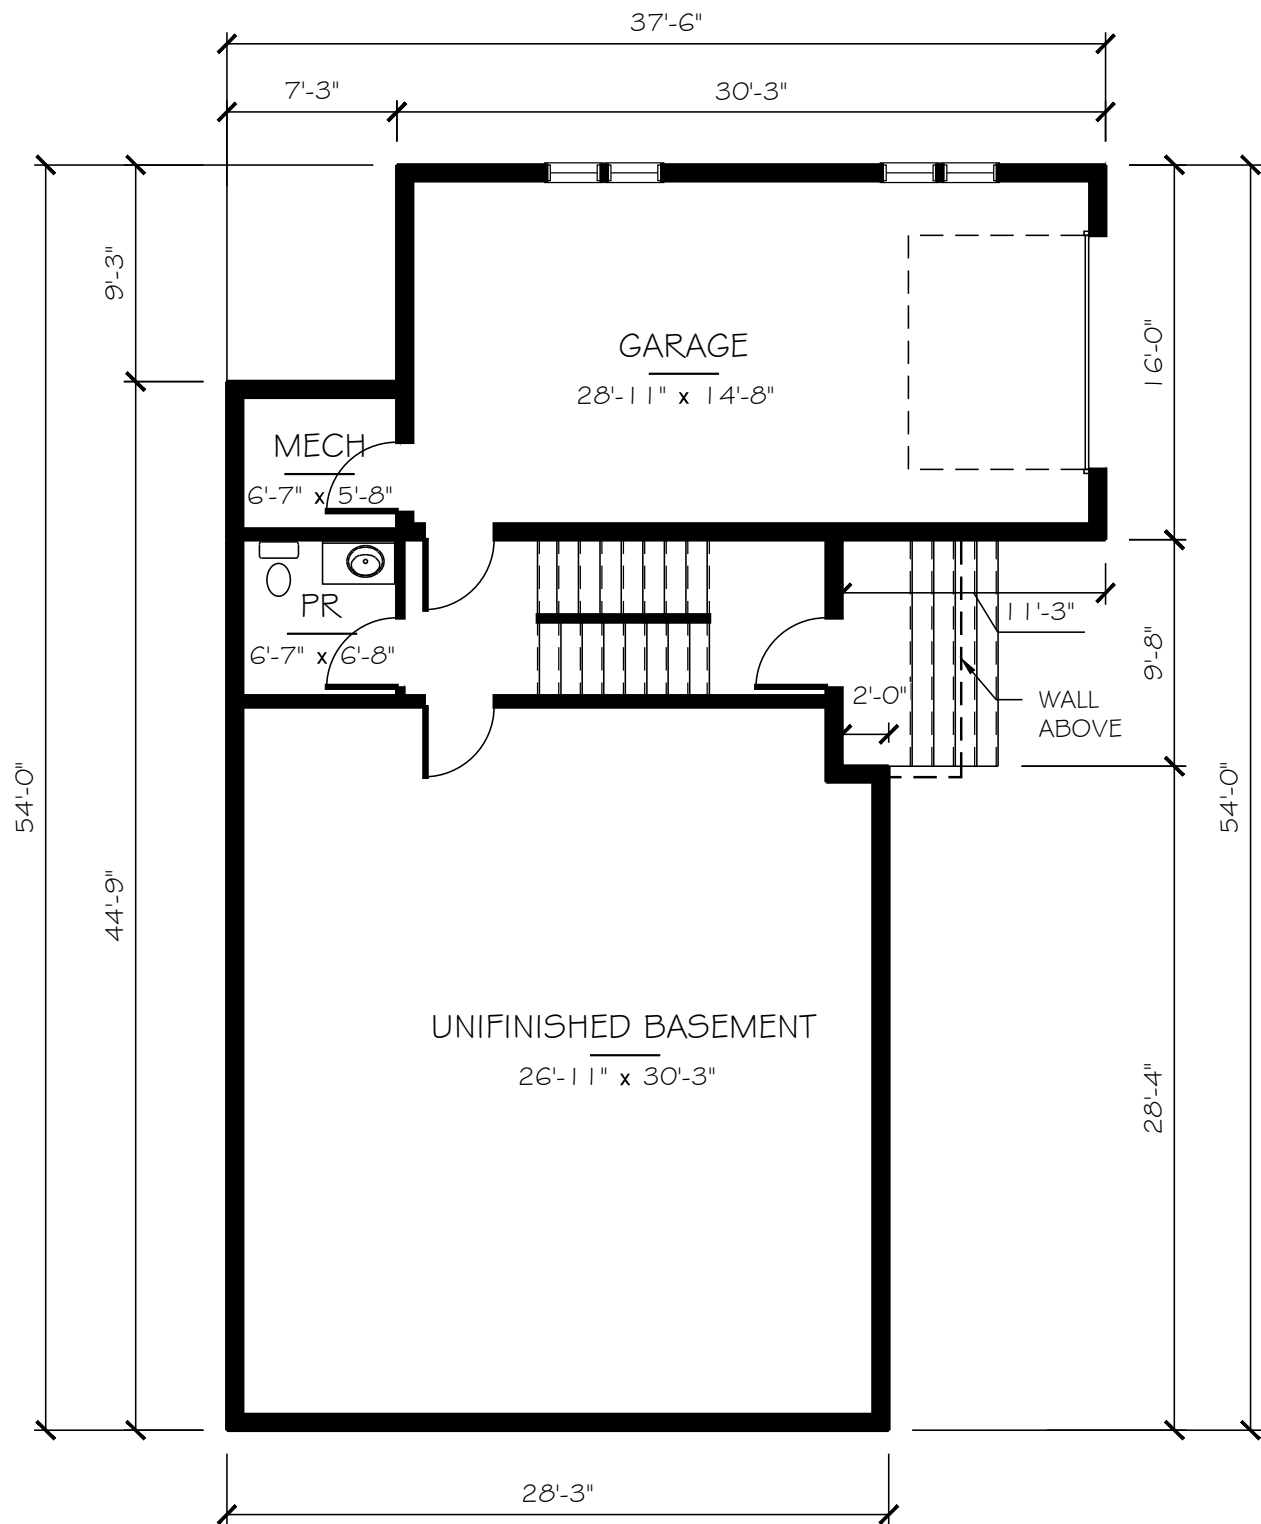 37'-6"
7'-3"
30'-3"
9'-3"
GARAGE
28'-11" x 14'-8"
16'-0"
MECH
6'-7" x 5'-8"
PR
6'-7" x 6'-8"
11'-3"
9'-8"
2'-0"
WALL
ABOVE
54'-0"
54'-0"
44'-9"
UNIFINISHED BASEMENT
26'-11" x 30'-3"
28'-4"
28'-3"